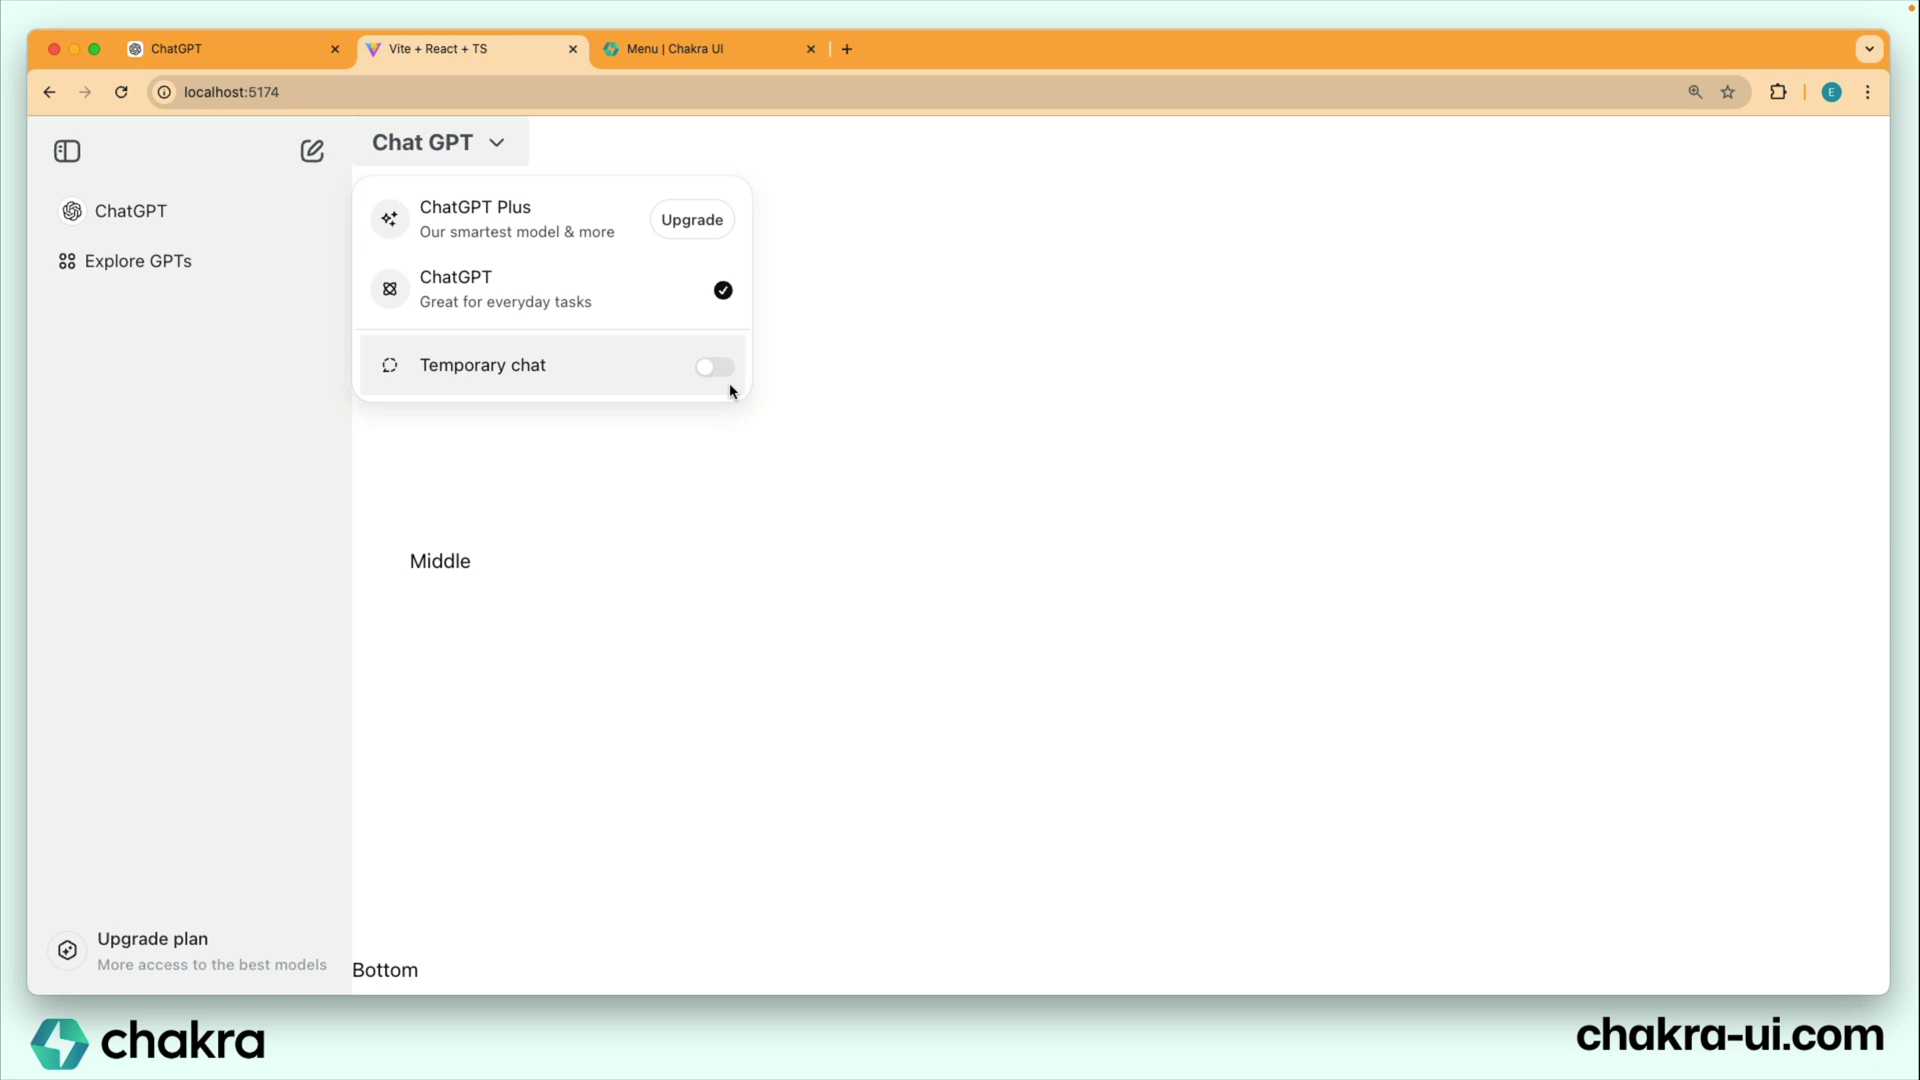 ChatGPT
Vite + React + TS
Menu | Chakra UI
localhost:5174
E
ChatGPT
Explore GPTs
Chat GPT
ChatGPT Plus
Our smartest model & more
Upgrade
ChatGPT
Great for everyday tasks
Temporary chat
Middle
Upgrade plan
More access to the best models
Bottom
chakra
chakra-ui.com